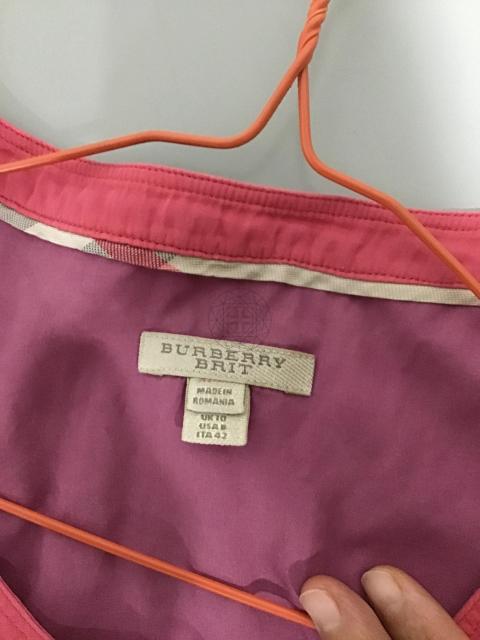 BURBERRY
BRIT
MADE IN
ROMANIA
UK 10
USA 8
ITA 42